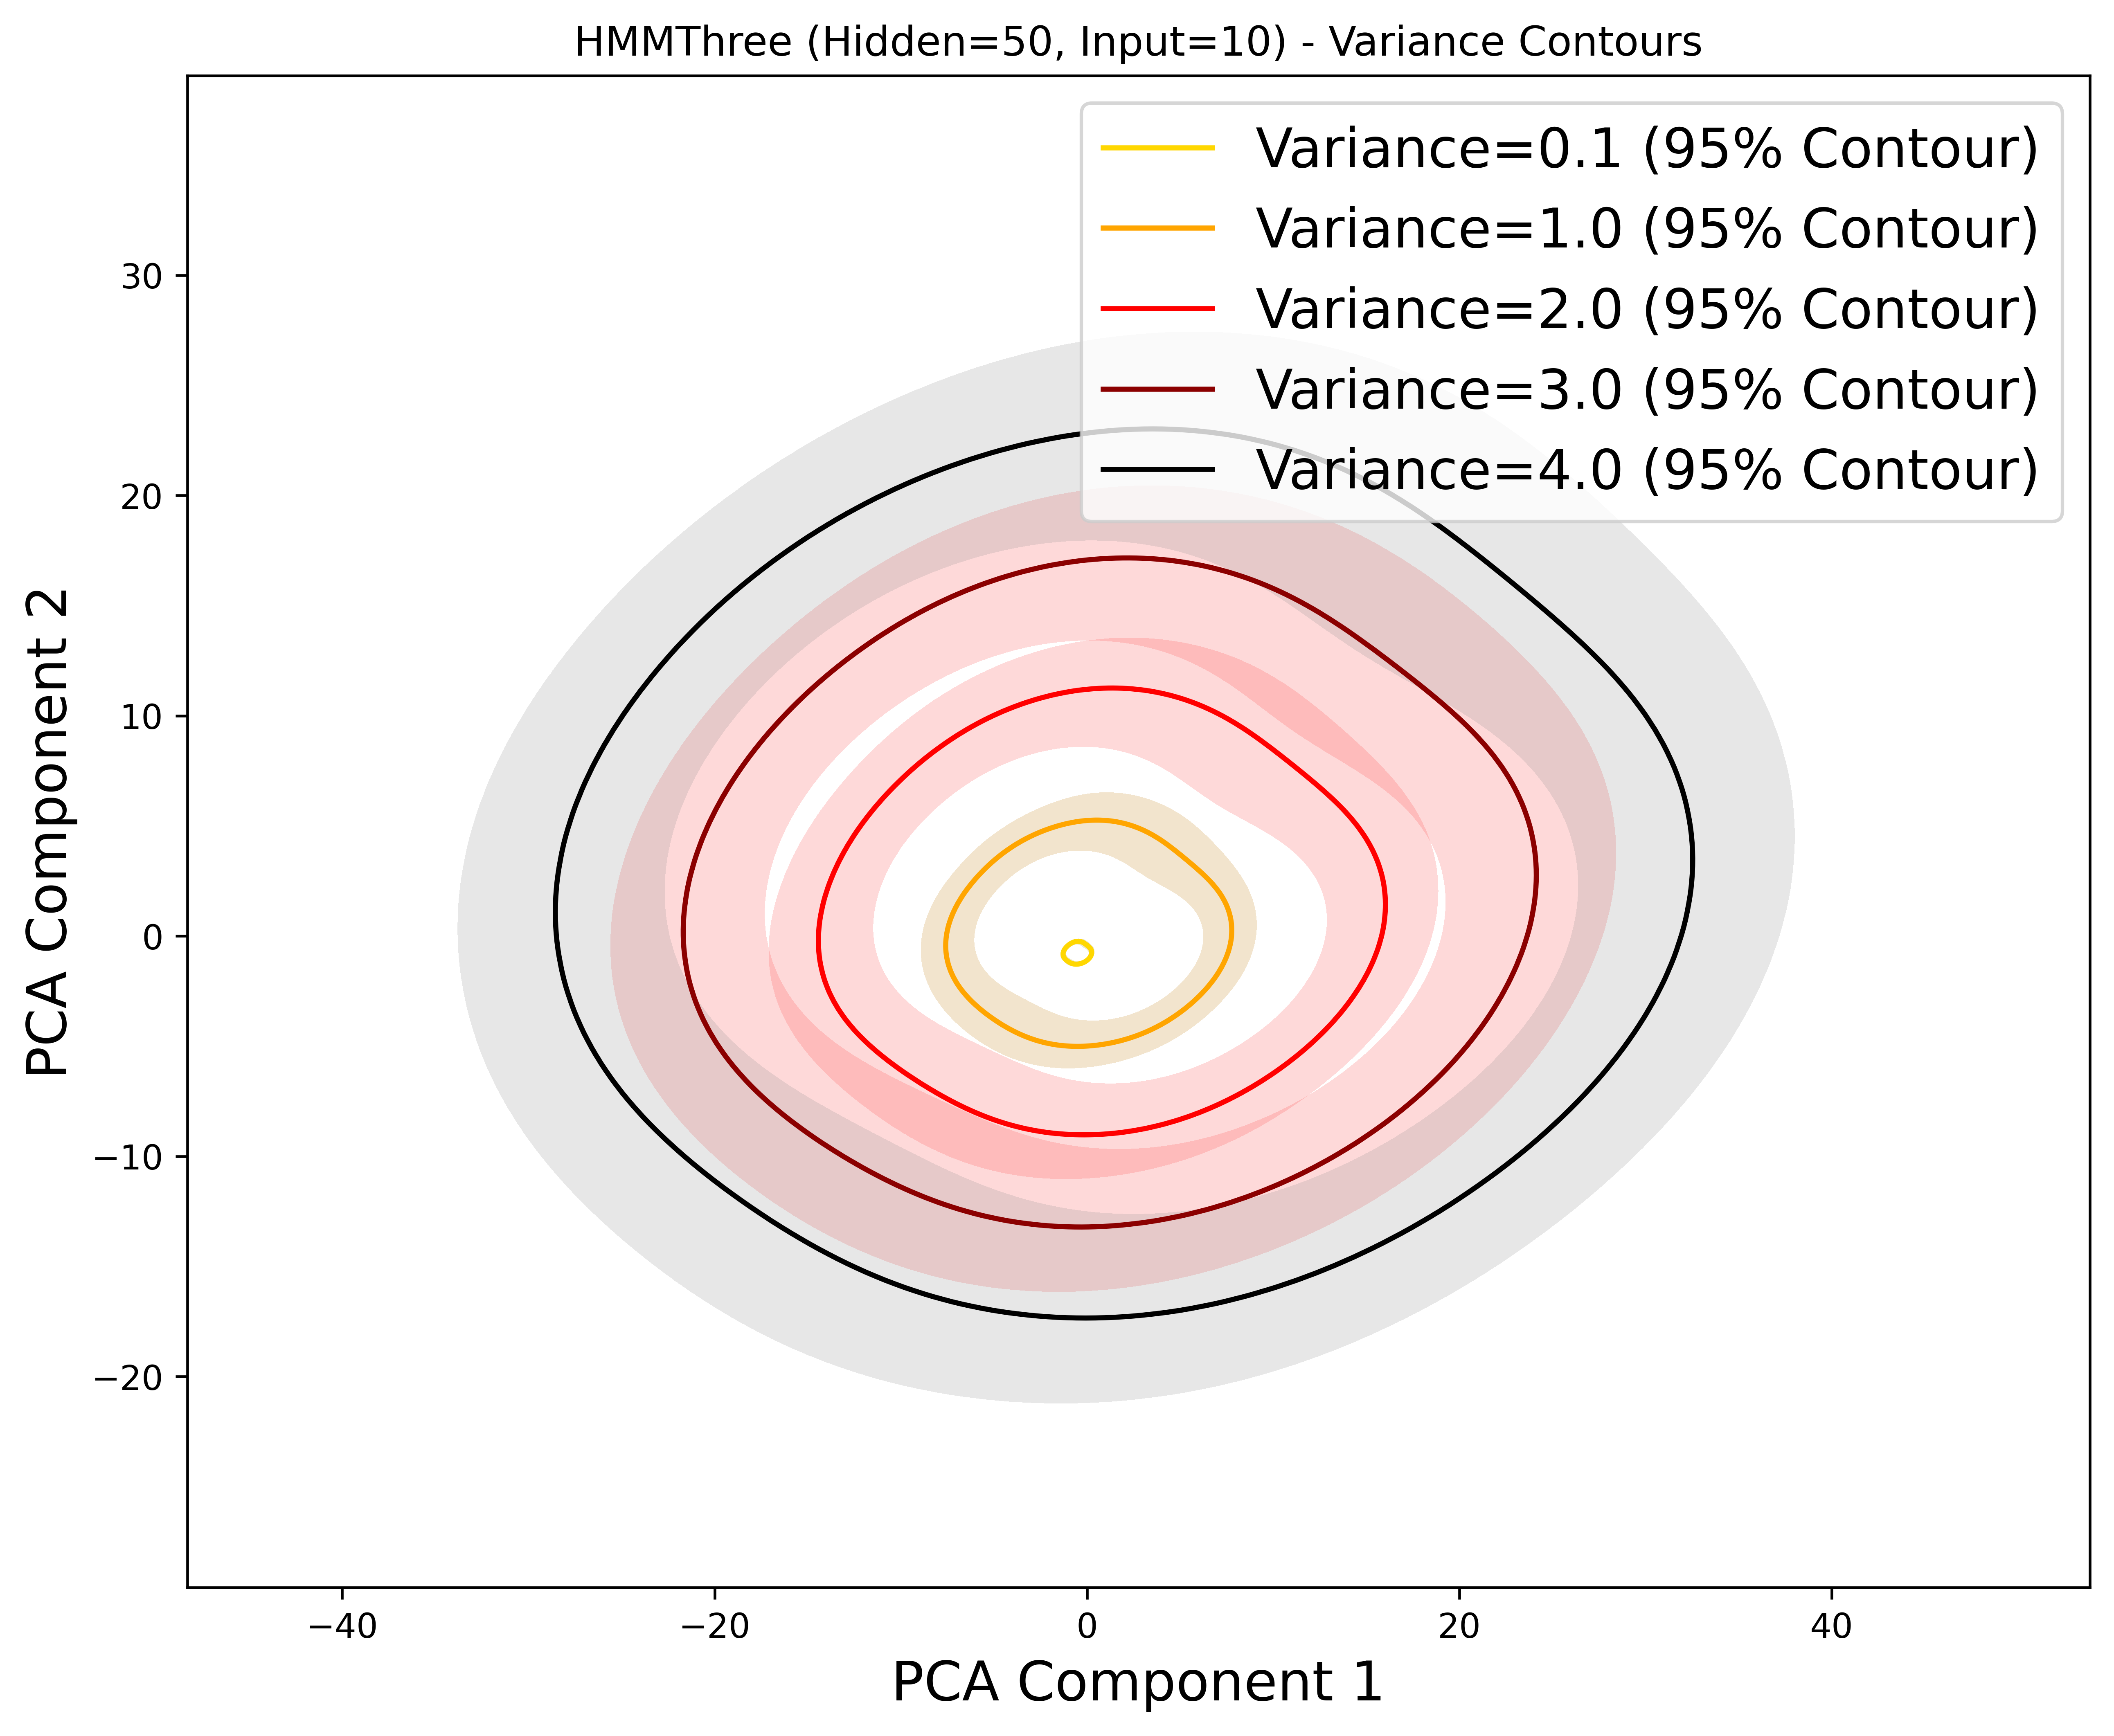 HMMThree (Hidden=50, Input=10) - Variance Contours
Variance=0.1 (95% Contour)
Variance=1.0 (95% Contour)
Variance=2.0 (95% Contour)
Variance=3.0 (95% Contour)
Variance=4.0 (95% Contour)
PCA Component 2
30
20
10
0
−10
−20
−40
−20
0
20
40
PCA Component 1